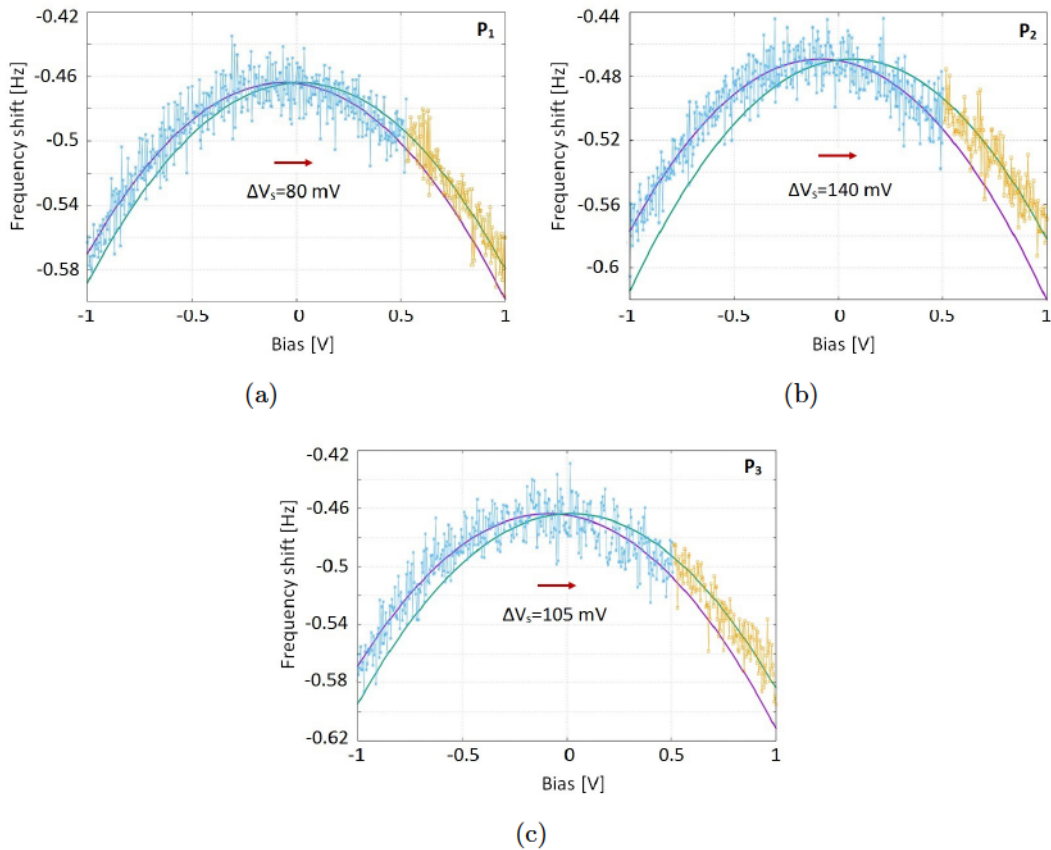 P1
-0.42
-0.46
-0.5
-0.54
-0.58
Frequency shift [Hz]
ΔVs=80 mV
-1
-0.5
0
0.5
1
Bias [V]
(a)
P2
-0.44
-0.48
-0.52
-0.56
-0.6
Frequency shift [Hz]
ΔVs=140 mV
-1
-0.5
0
0.5
1
Bias [V]
(b)
P3
-0.42
-0.46
-0.5
-0.54
-0.58
-0.62
Frequency shift [Hz]
ΔVs=105 mV
-1
-0.5
0
0.5
1
Bias [V]
(c)